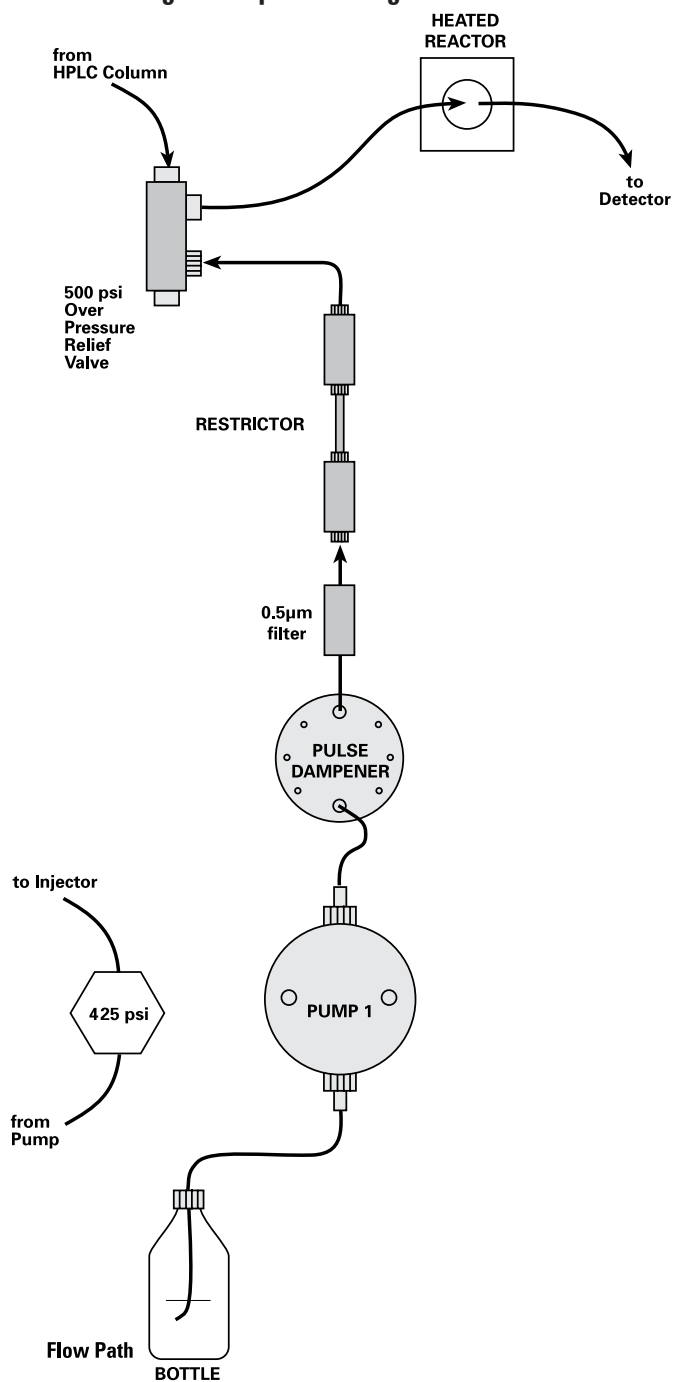 HEATED
REACTOR
from
HPLC Column
to
Detector
500 psi
Over
Pressure
Relief
Valve
RESTRICTOR
0.5µm
filter
PULSE
DAMPENER
to Injector
425 psi
PUMP 1
from
Pump
Flow Path
BOTTLE